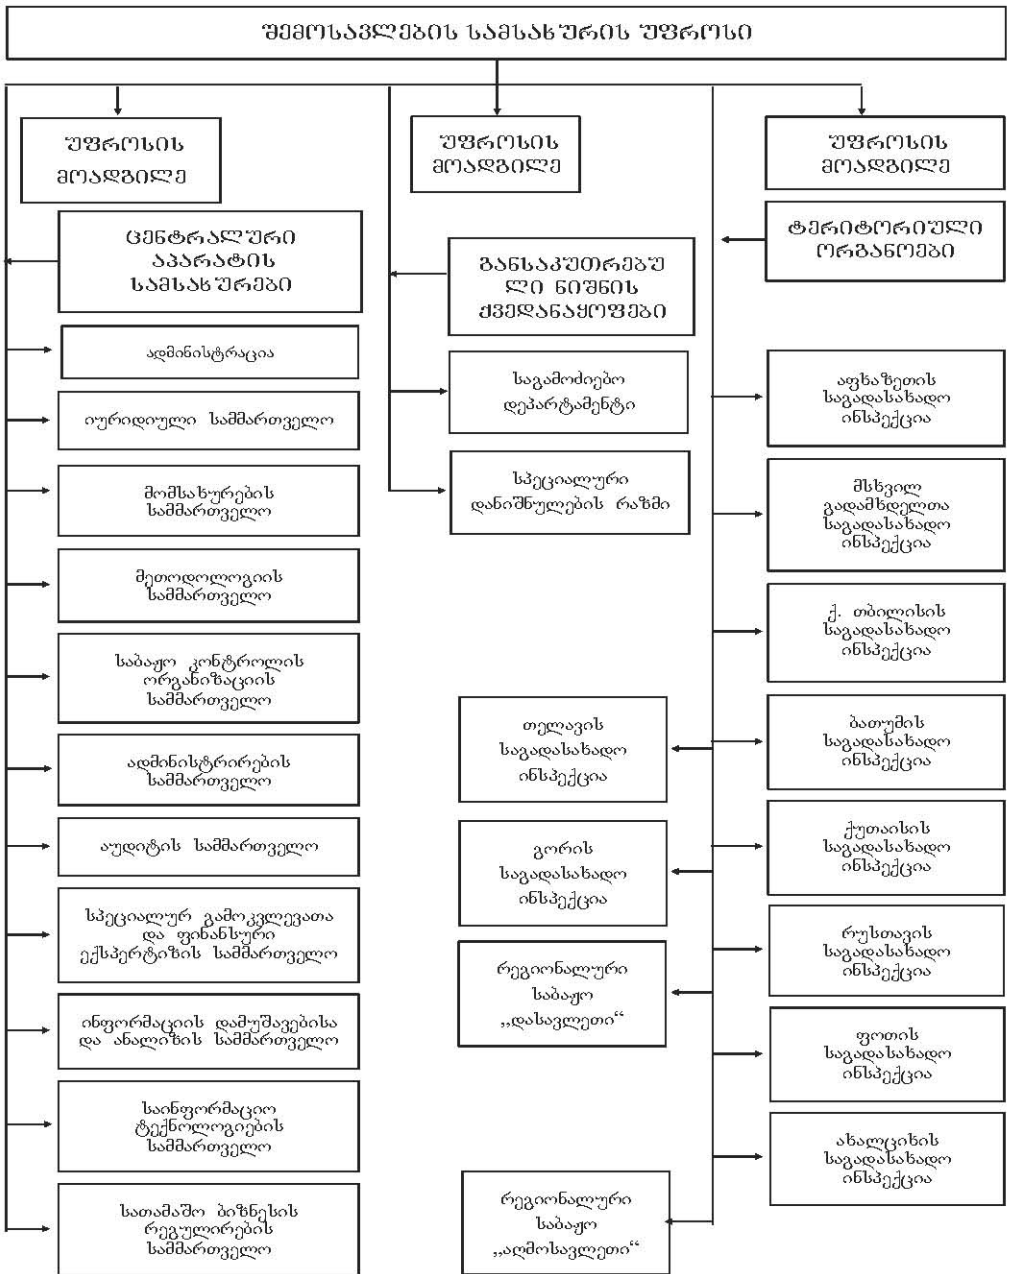 შემოსავლების სამსახურის უფროსი
უფროსის
მოადგილე
უფროსის
მოადგილე
უფროსის
მოადგილე
ცენტრალური
აპარატის
სამსახურები
ადმინისტრაცია
იურიდიული სამმართველო
მომსახურების
სამმართველო
მეთოდოლოგიის
სამმართველო
საბაჟო კონტროლის
ორგანიზაციის
სამმართველო
ადმინისტრირების
სამმართველო
აუდიტის სამმართველო
სპეციალურ გამოკვლევათა
და ფინანსური
ექსპერტიზის სამმართველო
ინფორმაციის დამუშავებისა
და ანალიზის სამმართველო
საინფორმაციო
ტექნოლოგიების
სამმართველო
სათამაშო ბიზნესის
რეგულირების
სამმართველო
განსაკუთრებუ
ლი ნიშნის
ქვედანაყოფები
საგამოძიებო
დეპარტამენტი
სპეციალური
დანიშნულების რაზმი
თელავის
საგადასახადო
ინსპექცია
გორის
საგადასახადო
ინსპექცია
რეგიონალური
საბაჟო
„დასავლეთი“
რეგიონალური
საბაჟო
„აღმოსავლეთი“
ტერიტორიული
ორგანოები
აფხაზეთის
საგადასახადო
ინსპექცია
მსხვილ
გადამხდელთა
საგადასახადო
ინსპექცია
ქ. თბილისის
საგადასახადო
ინსპექცია
ბათუმის
საგადასახადო
ინსპექცია
ქუთაისის
საგადასახადო
ინსპექცია
რუსთავის
საგადასახადო
ინსპექცია
ფოთის
საგადასახადო
ინსპექცია
ახალციხის
საგადასახადო
ინსპექცია